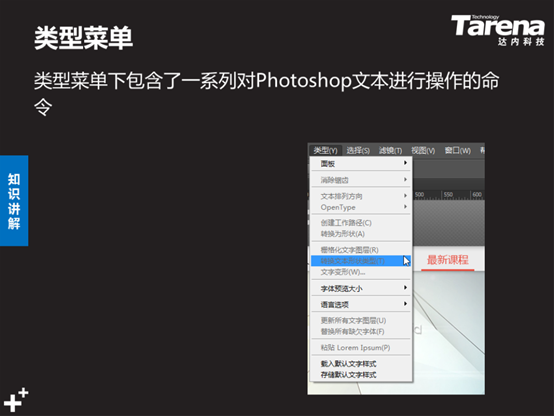 类型菜单
Technology
Tarena
达内科技
类型菜单下包含了一系列对Photoshop文本进行操作的命
令
知识讲解
类型(Y) 选择(S) 滤镜(T) 视图(V) 窗口(W)
500 550 600
面板
消除锯齿
文本排列方向
OpenType
创建工作路径(C)
转换为形状(A)
栅格化文字图层(R)
转换文本形状类型(T)
文字变形(W)...
字体预览大小
语言选项
更新所有文字图层(U)
替换所有缺欠字体(F)
粘贴 Lorem Ipsum(P)
载入默认文字样式
存储默认文字样式
最新课程